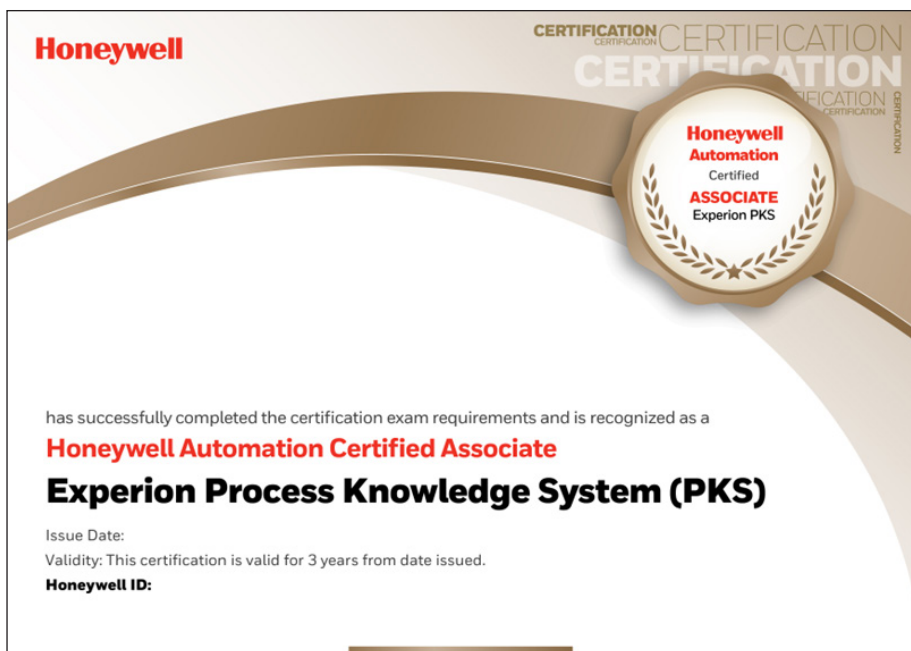 Honeywell
CERTIFICATION
CERTIFICATION
CERTIFICATION
CERTIFICATION
CERTIFICATION
CERTIFICATION
Honeywell
Automation
Certified
ASSOCIATE
Experion PKS
has successfully completed the certification exam requirements and is recognized as a
Honeywell Automation Certified Associate
Experion Process Knowledge System (PKS)
Issue Date:
Validity: This certification is valid for 3 years from date issued.
Honeywell ID: